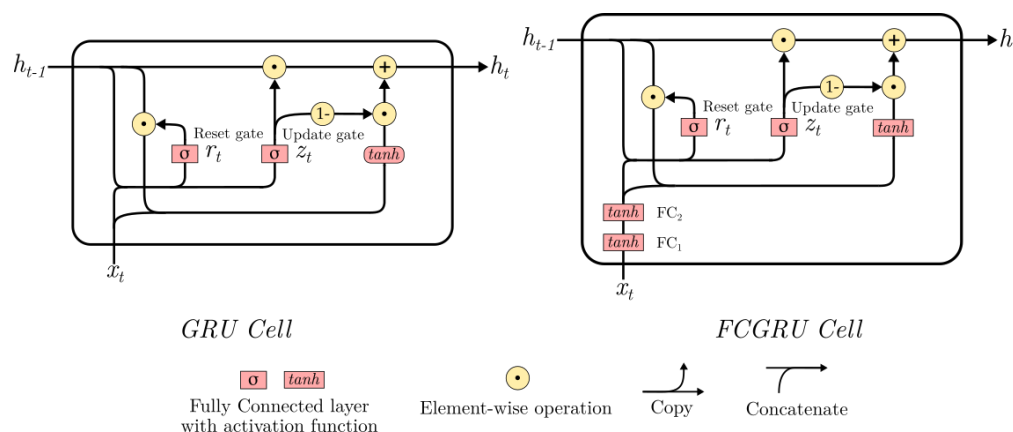 h_{t-1}
h_t
1-
Reset gate
Update gate
σ
r_t
σ
z_t
tanh
x_t
GRU Cell
h_{t-1}
h
1-
Reset gate
Update gate
σ
r_t
σ
z_t
tanh
tanh
FC₂
tanh
FC₁
x_t
FCGRU Cell
σ
tanh
Fully Connected layer
with activation function
Element-wise operation
Copy
Concatenate